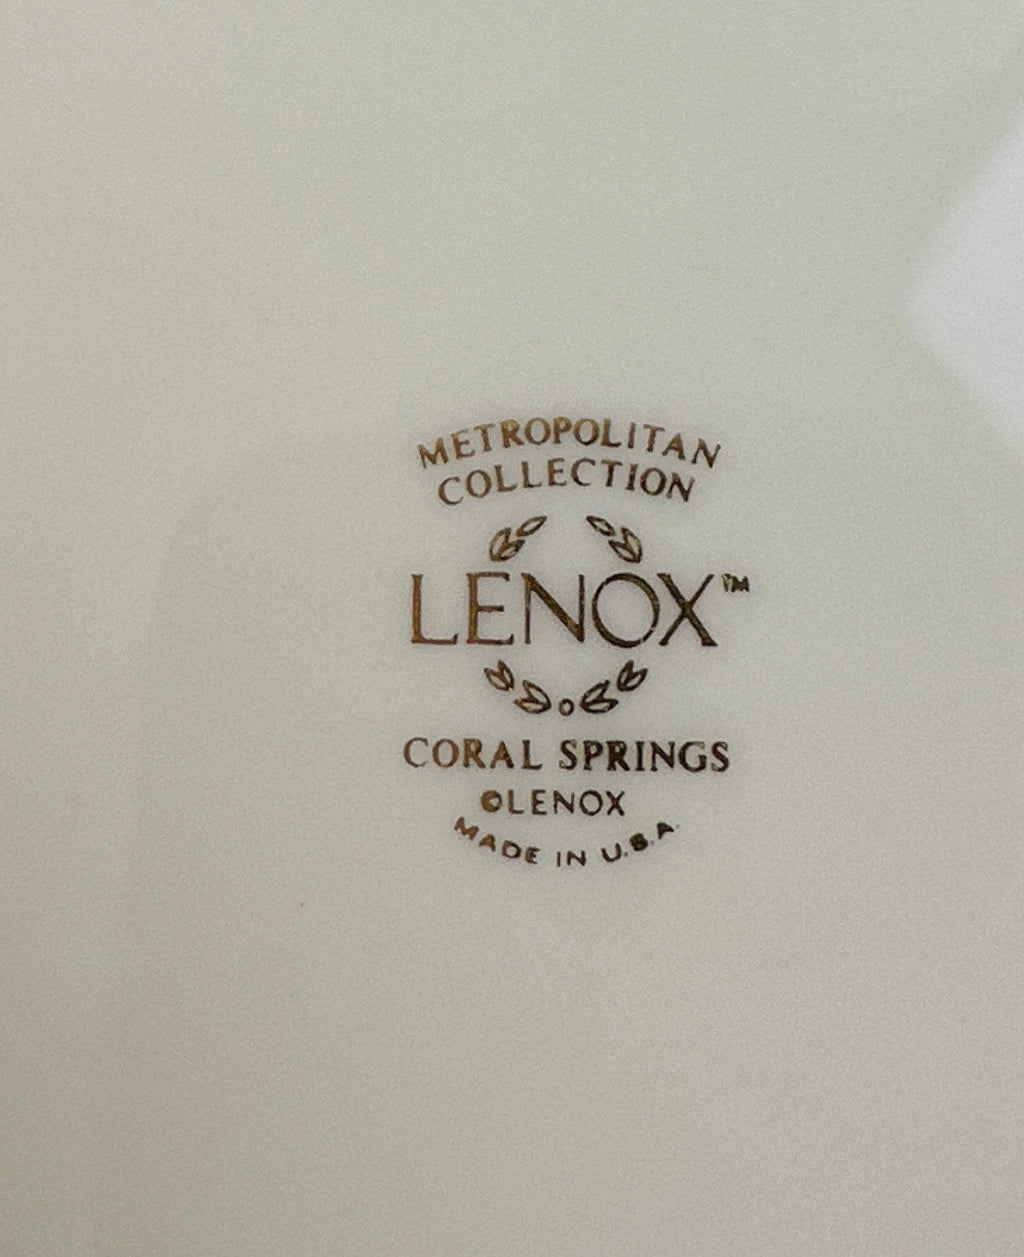 METROPOLITAN
COLLECTION
LENOX™
CORAL SPRINGS
©LENOX
MADE IN U.S.A.